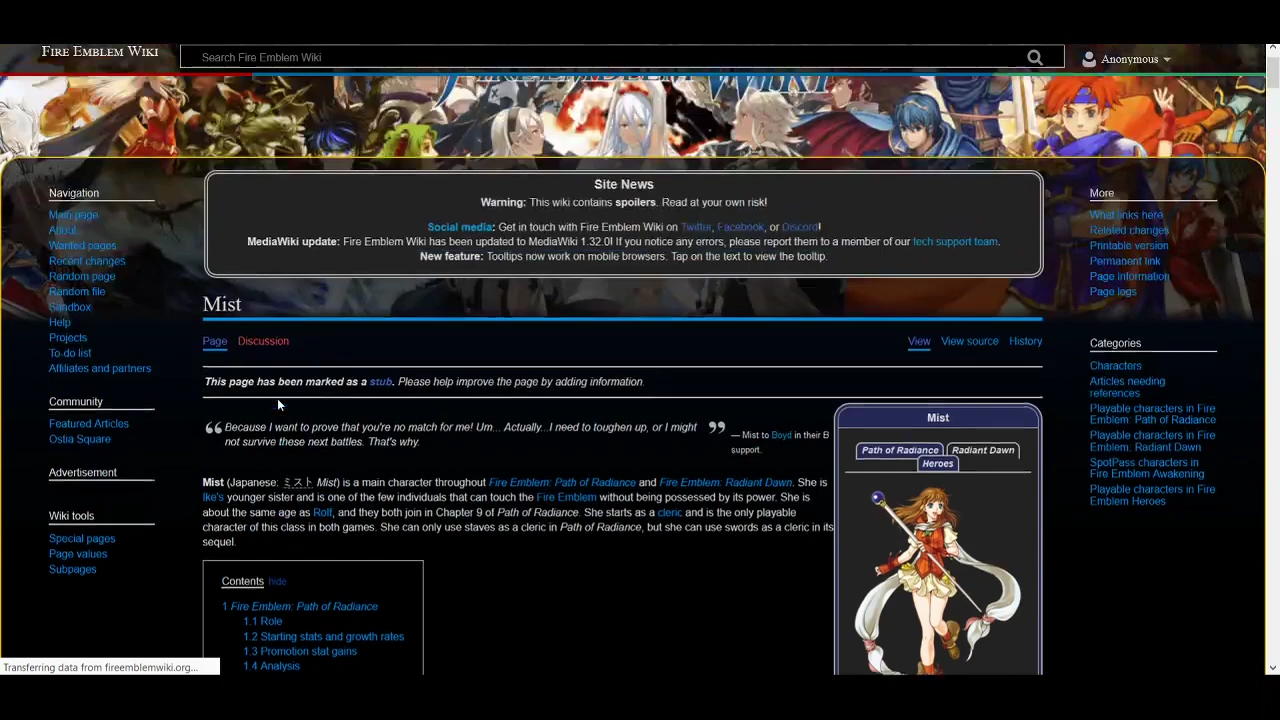 FIRE EMBLEM WIKI
Search Fire Emblem Wiki
Anonymous
Navigation
Main page
About
Wanted pages
Recent changes
Random page
Random file
Sandbox
Help
Projects
To-do list
Affiliates and partners
Community
Featured Articles
Ostia Square
Advertisement
Wiki tools
Special pages
Page values
Subpages
Site News
Warning: This wiki contains spoilers. Read at your own risk!
Social media: Get in touch with Fire Emblem Wiki on Twitter, Facebook, or Discord!
MediaWiki update: Fire Emblem Wiki has been updated to MediaWiki 1.32.0! If you notice any errors, please report them to a member of our tech support team.
New feature: Tooltips now work on mobile browsers. Tap on the text to view the tooltip.
Mist
Page Discussion
View View source History
This page has been marked as a stub. Please help improve the page by adding information.
“ Because I want to prove that you're no match for me! Um... Actually...I need to toughen up, or I might
not survive these next battles. That's why. ”
— Mist to Boyd in their B
support.
Mist (Japanese: ミスト Mist) is a main character throughout Fire Emblem: Path of Radiance and Fire Emblem: Radiant Dawn. She is
Ike's younger sister and is one of the few individuals that can touch the Fire Emblem without being possessed by its power. She is
about the same age as Rolf, and they both join in Chapter 9 of Path of Radiance. She starts as a cleric and is the only playable
character of this class in both games. She can only use staves as a cleric in Path of Radiance, but she can use swords as a cleric in its
sequel.
Contents hide
1 Fire Emblem: Path of Radiance
1.1 Role
1.2 Starting stats and growth rates
1.3 Promotion stat gains
1.4 Analysis
Mist
Path of Radiance Radiant Dawn
Heroes
More
What links here
Related changes
Printable version
Permanent link
Page information
Page logs
Categories
Characters
Articles needing
references
Playable characters in Fire
Emblem: Path of Radiance
Playable characters in Fire
Emblem: Radiant Dawn
SpotPass characters in
Fire Emblem Awakening
Playable characters in Fire
Emblem Heroes
Transferring data from fireemblemwiki.org...